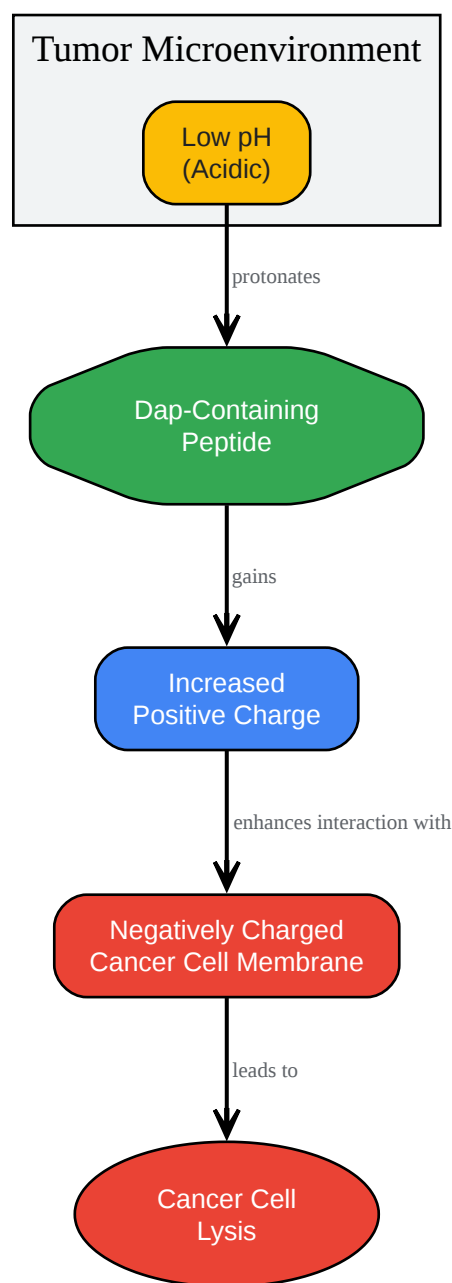 Tumor Microenvironment
Low pH
(Acidic)
protonates
Dap-Containing
Peptide
gains
Increased
Positive Charge
enhances interaction with
Negatively Charged
Cancer Cell Membrane
leads to
Cancer Cell
Lysis